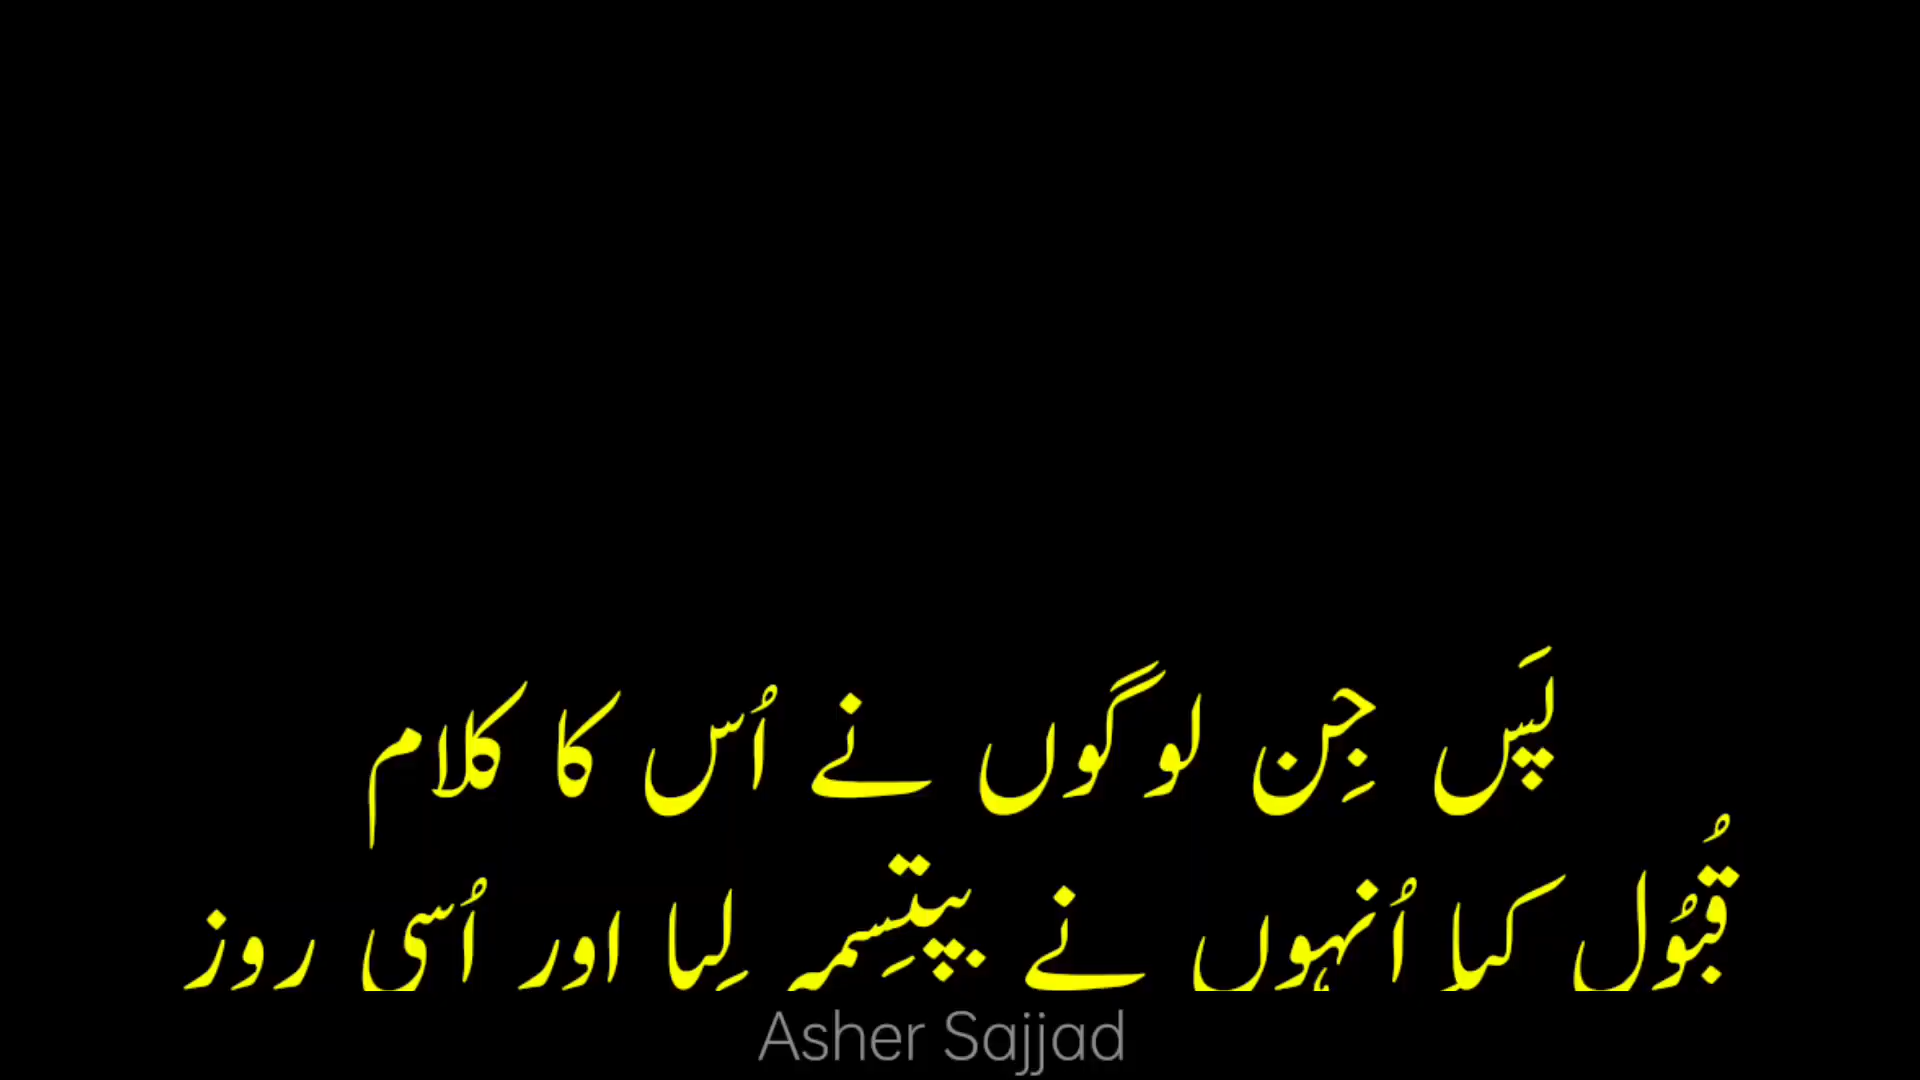 پَس جِن لوگوں نے اُس کا کلام
قبُول کیا اُنہوں نے بپتِسمہ لِیا اور اُسی روز
Asher Sajjad